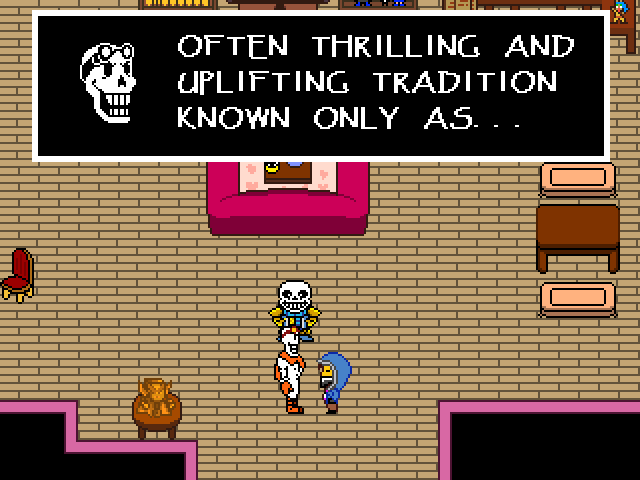 OFTEN THRILLING AND
UPLIFTING TRADITION
KNOWN ONLY AS...